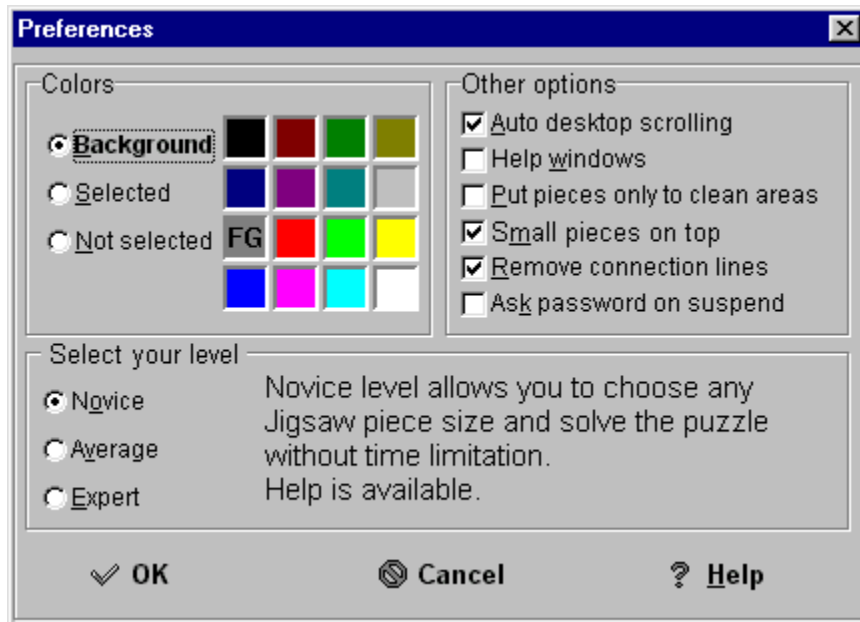 Preferences
Colors
Background
Selected
Not selected
FG
Other options
Auto desktop scrolling
Help windows
Put pieces only to clean areas
Small pieces on top
Remove connection lines
Ask password on suspend
Select your level
Novice
Average
Expert
Novice level allows you to choose any
Jigsaw piece size and solve the puzzle
without time limitation.
Help is available.
OK
Cancel
Help